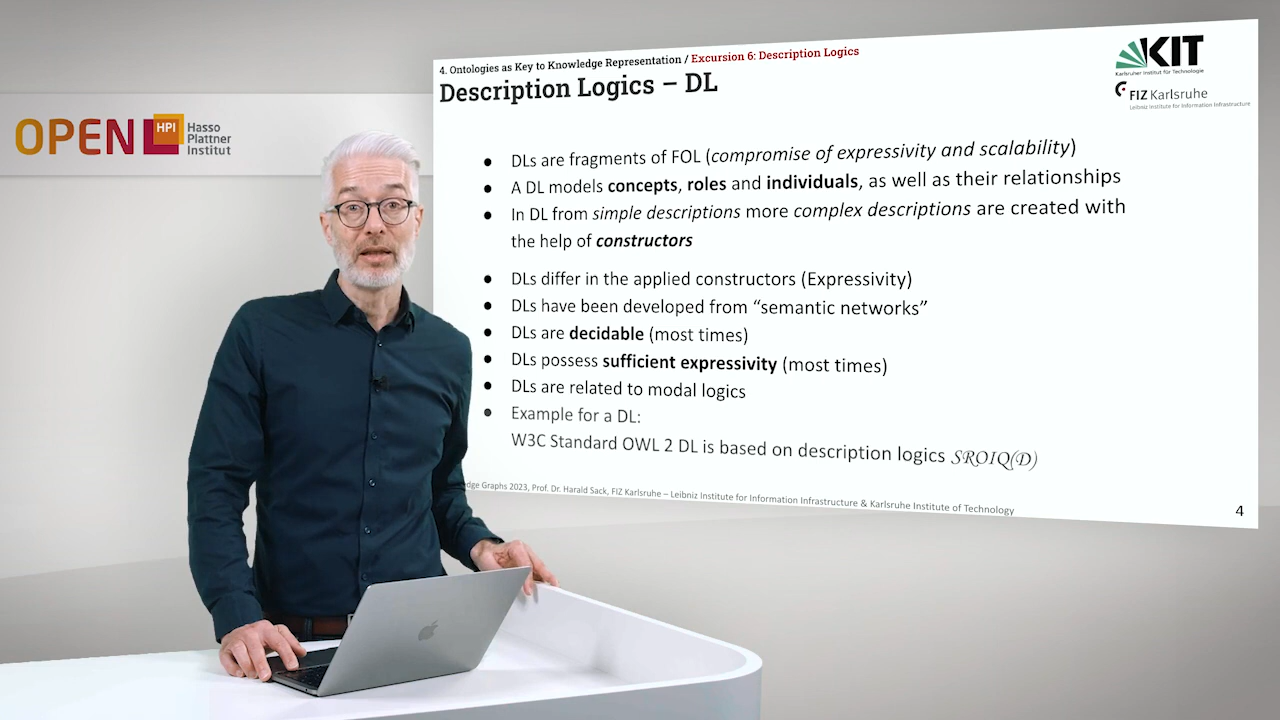 4. Ontologies as Key to Knowledge Representation / Excursion 6: Description Logics
Description Logics – DL
KIT
Karlsruher Institut für Technologie
FIZ Karlsruhe
Leibniz Institute for Information Infrastructure
OPEN HPI Hasso
Plattner
Institut
● DLs are fragments of FOL (compromise of expressivity and scalability)
● A DL models concepts, roles and individuals, as well as their relationships
● In DL from simple descriptions more complex descriptions are created with
the help of constructors
● DLs differ in the applied constructors (Expressivity)
● DLs have been developed from “semantic networks”
● DLs are decidable (most times)
● DLs possess sufficient expressivity (most times)
● DLs are related to modal logics
● Example for a DL:
W3C Standard OWL 2 DL is based on description logics SROIQ(D)
dge Graphs 2023, Prof. Dr. Harald Sack, FIZ Karlsruhe – Leibniz Institute for Information Infrastructure & Karlsruhe Institute of Technology
4